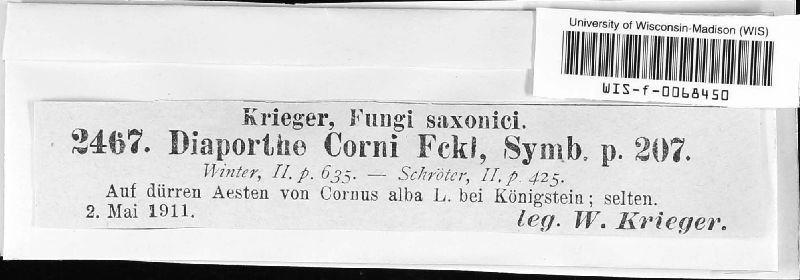 University of Wisconsin-Madison (WIS)
WIS-f-0068450
Krieger, Fungi saxonici.
2467. Diaporthe Corni Fckl, Symb. p. 207.
Winter, II. p. 635. — Schröter, II. p. 425.
Auf dürren Aesten von Cornus alba L. bei Königstein; selten.
2. Mai 1911.
leg. W. Krieger.